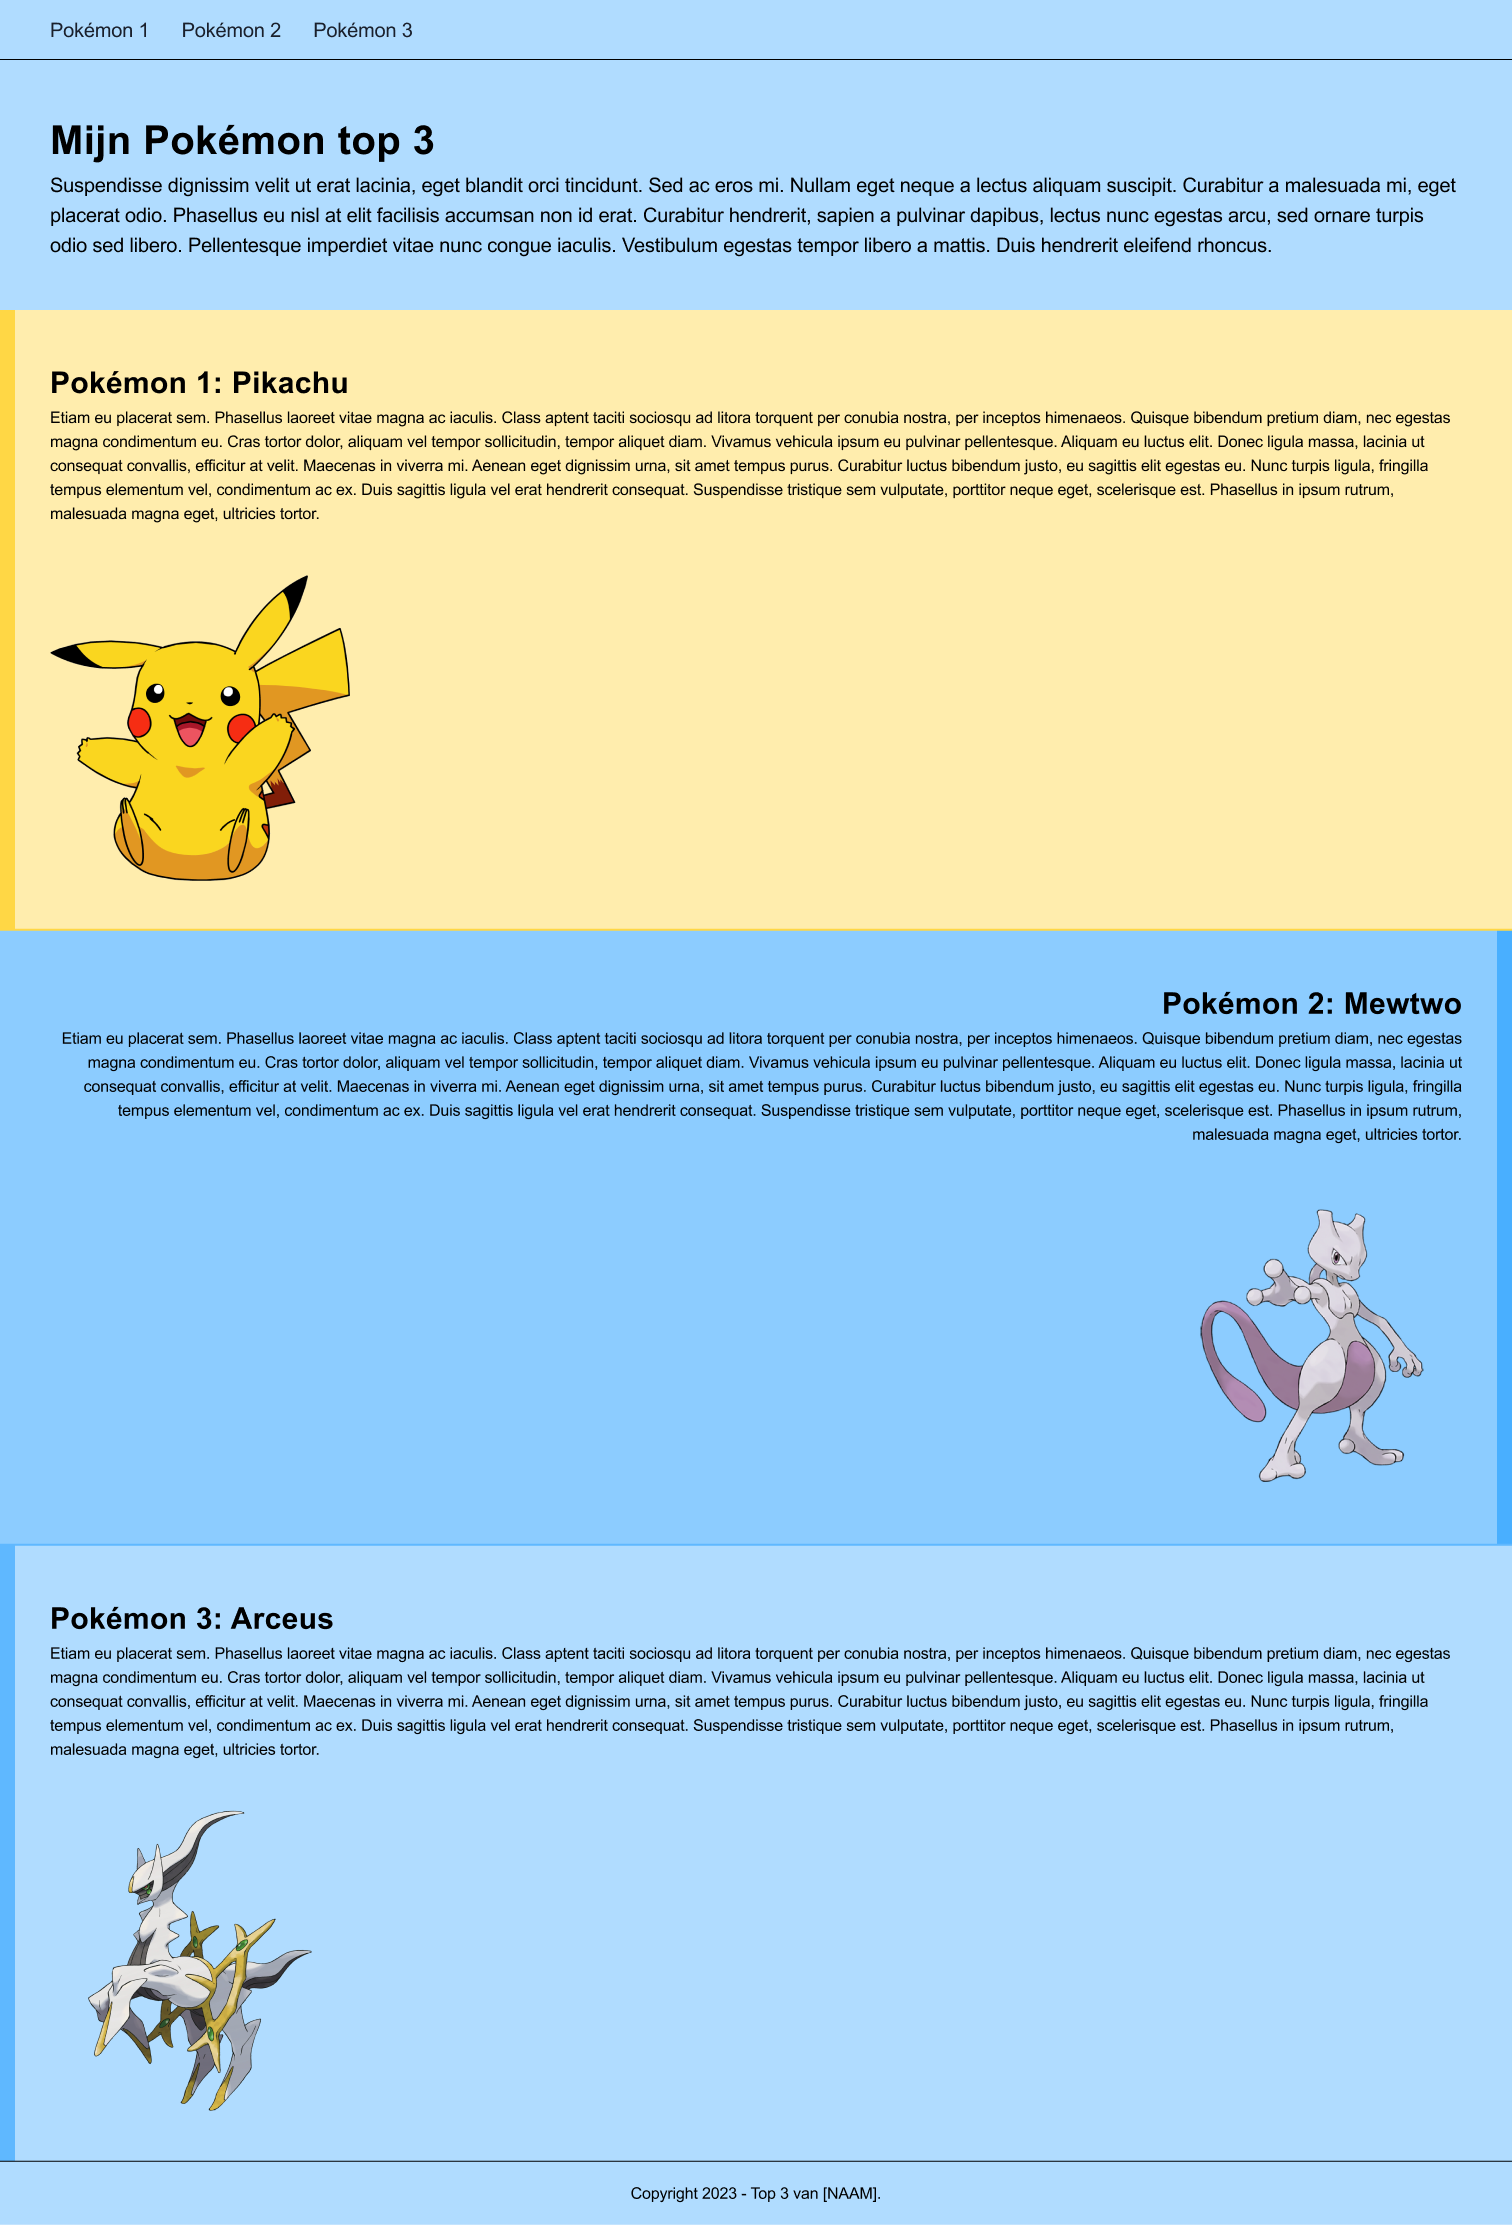 Pokémon 1 Pokémon 2 Pokémon 3
Mijn Pokémon top 3
Suspendisse dignissim velit ut erat lacinia, eget blandit orci tincidunt. Sed ac eros mi. Nullam eget neque a lectus aliquam suscipit. Curabitur a malesuada mi, eget
placerat odio. Phasellus eu nisl at elit facilisis accumsan non id erat. Curabitur hendrerit, sapien a pulvinar dapibus, lectus nunc egestas arcu, sed ornare turpis
odio sed libero. Pellentesque imperdiet vitae nunc congue iaculis. Vestibulum egestas tempor libero a mattis. Duis hendrerit eleifend rhoncus.
Pokémon 1: Pikachu
Etiam eu placerat sem. Phasellus laoreet vitae magna ac iaculis. Class aptent taciti sociosqu ad litora torquent per conubia nostra, per inceptos himenaeos. Quisque bibendum pretium diam, nec egestas
magna condimentum eu. Cras tortor dolor, aliquam vel tempor sollicitudin, tempor aliquet diam. Vivamus vehicula ipsum eu pulvinar pellentesque. Aliquam eu luctus elit. Donec ligula massa, lacinia ut
consequat convallis, efficitur at velit. Maecenas in viverra mi. Aenean eget dignissim urna, sit amet tempus purus. Curabitur luctus bibendum justo, eu sagittis elit egestas eu. Nunc turpis ligula, fringilla
tempus elementum vel, condimentum ac ex. Duis sagittis ligula vel erat hendrerit consequat. Suspendisse tristique sem vulputate, porttitor neque eget, scelerisque est. Phasellus in ipsum rutrum,
malesuada magna eget, ultricies tortor.
Pokémon 2: Mewtwo
Etiam eu placerat sem. Phasellus laoreet vitae magna ac iaculis. Class aptent taciti sociosqu ad litora torquent per conubia nostra, per inceptos himenaeos. Quisque bibendum pretium diam, nec egestas
magna condimentum eu. Cras tortor dolor, aliquam vel tempor sollicitudin, tempor aliquet diam. Vivamus vehicula ipsum eu pulvinar pellentesque. Aliquam eu luctus elit. Donec ligula massa, lacinia ut
consequat convallis, efficitur at velit. Maecenas in viverra mi. Aenean eget dignissim urna, sit amet tempus purus. Curabitur luctus bibendum justo, eu sagittis elit egestas eu. Nunc turpis ligula, fringilla
tempus elementum vel, condimentum ac ex. Duis sagittis ligula vel erat hendrerit consequat. Suspendisse tristique sem vulputate, porttitor neque eget, scelerisque est. Phasellus in ipsum rutrum,
malesuada magna eget, ultricies tortor.
Pokémon 3: Arceus
Etiam eu placerat sem. Phasellus laoreet vitae magna ac iaculis. Class aptent taciti sociosqu ad litora torquent per conubia nostra, per inceptos himenaeos. Quisque bibendum pretium diam, nec egestas
magna condimentum eu. Cras tortor dolor, aliquam vel tempor sollicitudin, tempor aliquet diam. Vivamus vehicula ipsum eu pulvinar pellentesque. Aliquam eu luctus elit. Donec ligula massa, lacinia ut
consequat convallis, efficitur at velit. Maecenas in viverra mi. Aenean eget dignissim urna, sit amet tempus purus. Curabitur luctus bibendum justo, eu sagittis elit egestas eu. Nunc turpis ligula, fringilla
tempus elementum vel, condimentum ac ex. Duis sagittis ligula vel erat hendrerit consequat. Suspendisse tristique sem vulputate, porttitor neque eget, scelerisque est. Phasellus in ipsum rutrum,
malesuada magna eget, ultricies tortor.
Copyright 2023 - Top 3 van [NAAM].